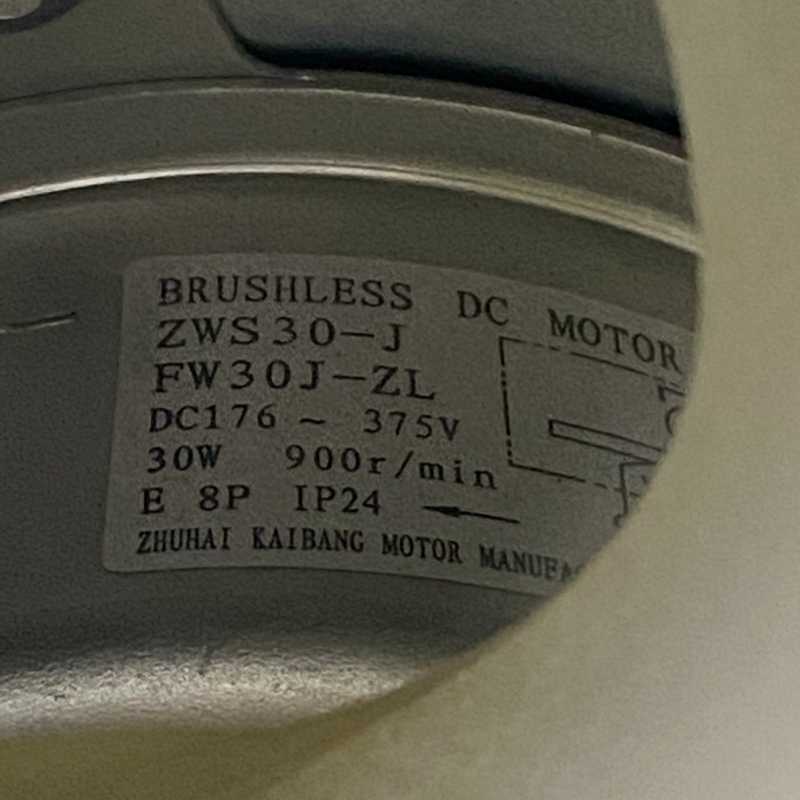 BRUSHLESS DC MOTOR
ZWS30-J
FW30J-ZL
DC176 ~ 375V
30W 900r/min
E 8P IP24
ZHUHAI KAIBANG MOTOR